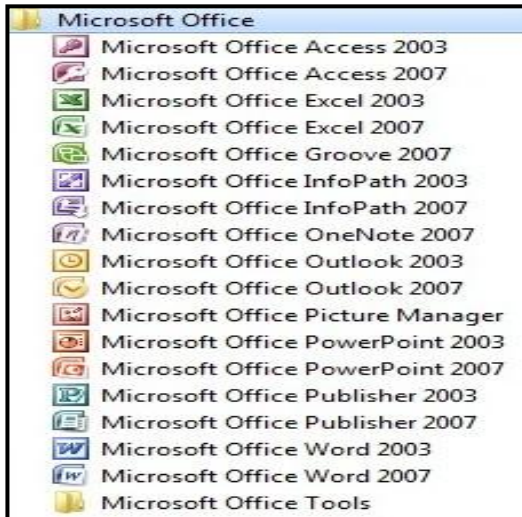 Microsoft Office
Microsoft Office Access 2003
Microsoft Office Access 2007
Microsoft Office Excel 2003
Microsoft Office Excel 2007
Microsoft Office Groove 2007
Microsoft Office InfoPath 2003
Microsoft Office InfoPath 2007
Microsoft Office OneNote 2007
Microsoft Office Outlook 2003
Microsoft Office Outlook 2007
Microsoft Office Picture Manager
Microsoft Office PowerPoint 2003
Microsoft Office PowerPoint 2007
Microsoft Office Publisher 2003
Microsoft Office Publisher 2007
Microsoft Office Word 2003
Microsoft Office Word 2007
Microsoft Office Tools